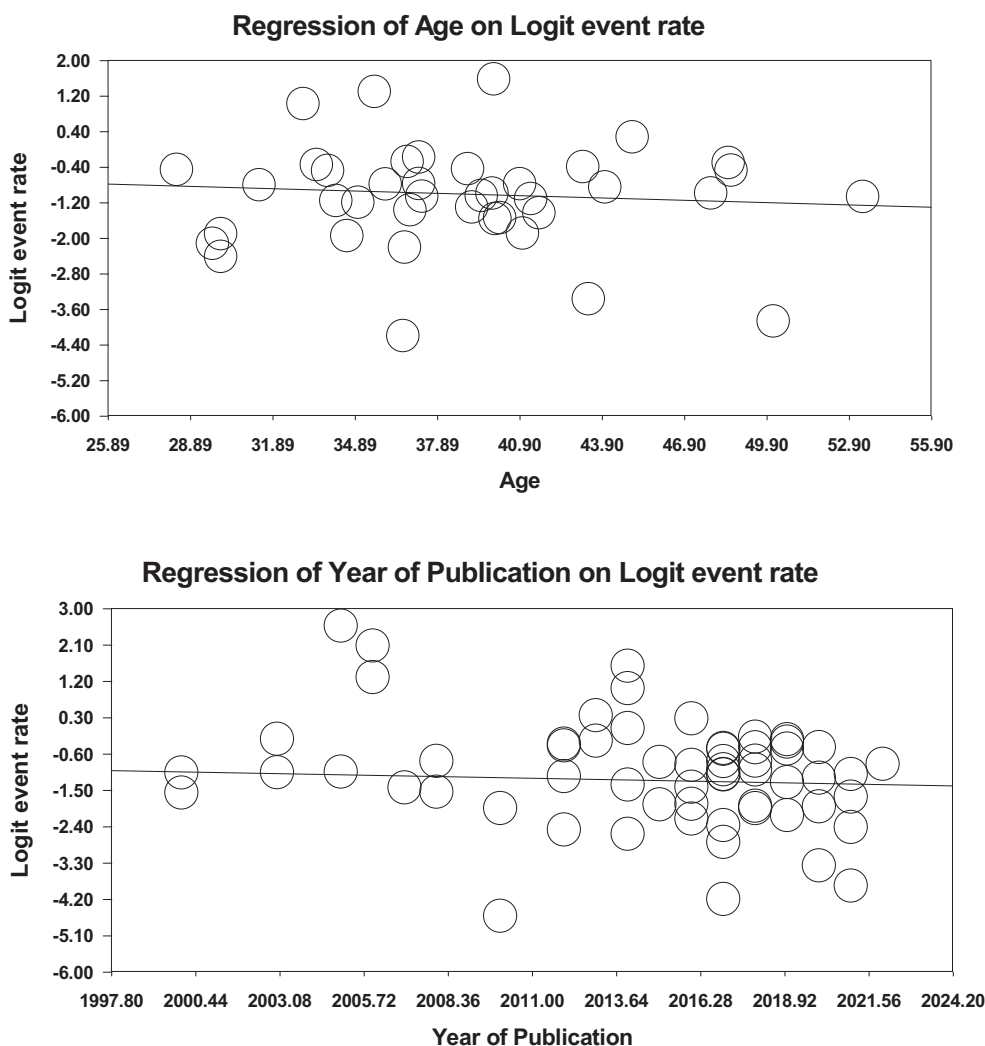 Regression of Age on Logit event rate
2.00
1.20
0.40
-0.40
-1.20
-2.00
-2.80
-3.60
-4.40
-5.20
-6.00
Logit event rate
25.89 28.89 31.89 34.89 37.89 40.90 43.90 46.90 49.90 52.90 55.90
Age
Regression of Year of Publication on Logit event rate
3.00
2.10
1.20
0.30
-0.60
-1.50
-2.40
-3.30
-4.20
-5.10
-6.00
Logit event rate
1997.80 2000.44 2003.08 2005.72 2008.36 2011.00 2013.64 2016.28 2018.92 2021.56 2024.20
Year of Publication